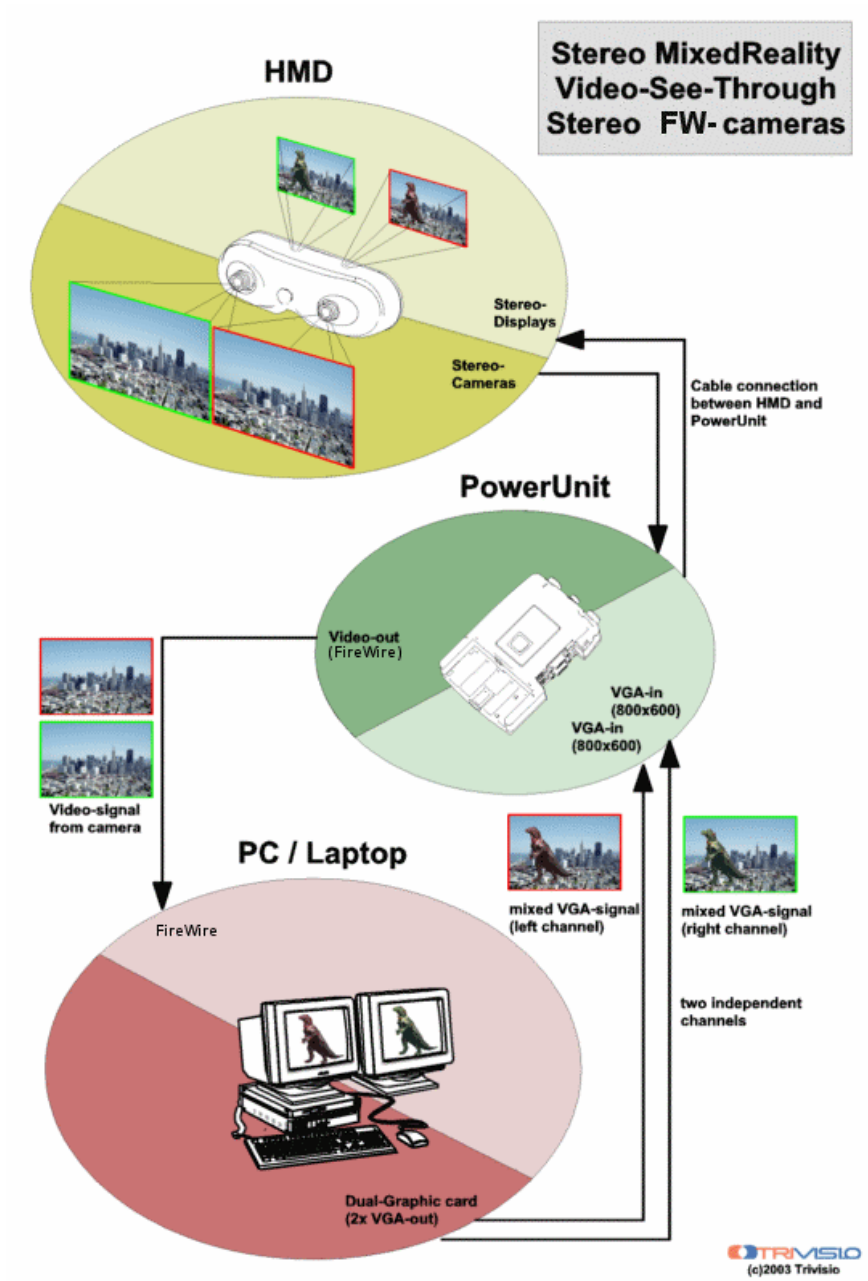 Stereo MixedReality
Video-See-Through
Stereo FW-cameras
HMD
Stereo-
Displays
Stereo-
Cameras
Cable connection
between HMD and
PowerUnit
PowerUnit
Video-out
(FireWire)
VGA-in
(800x600)
VGA-in
(800x600)
Video-signal
from camera
PC / Laptop
mixed VGA-signal
(left channel)
mixed VGA-signal
(right channel)
FireWire
two independent
channels
Dual-Graphic card
(2x VGA-out)
TRIVISIO
(c)2003 Trivisio